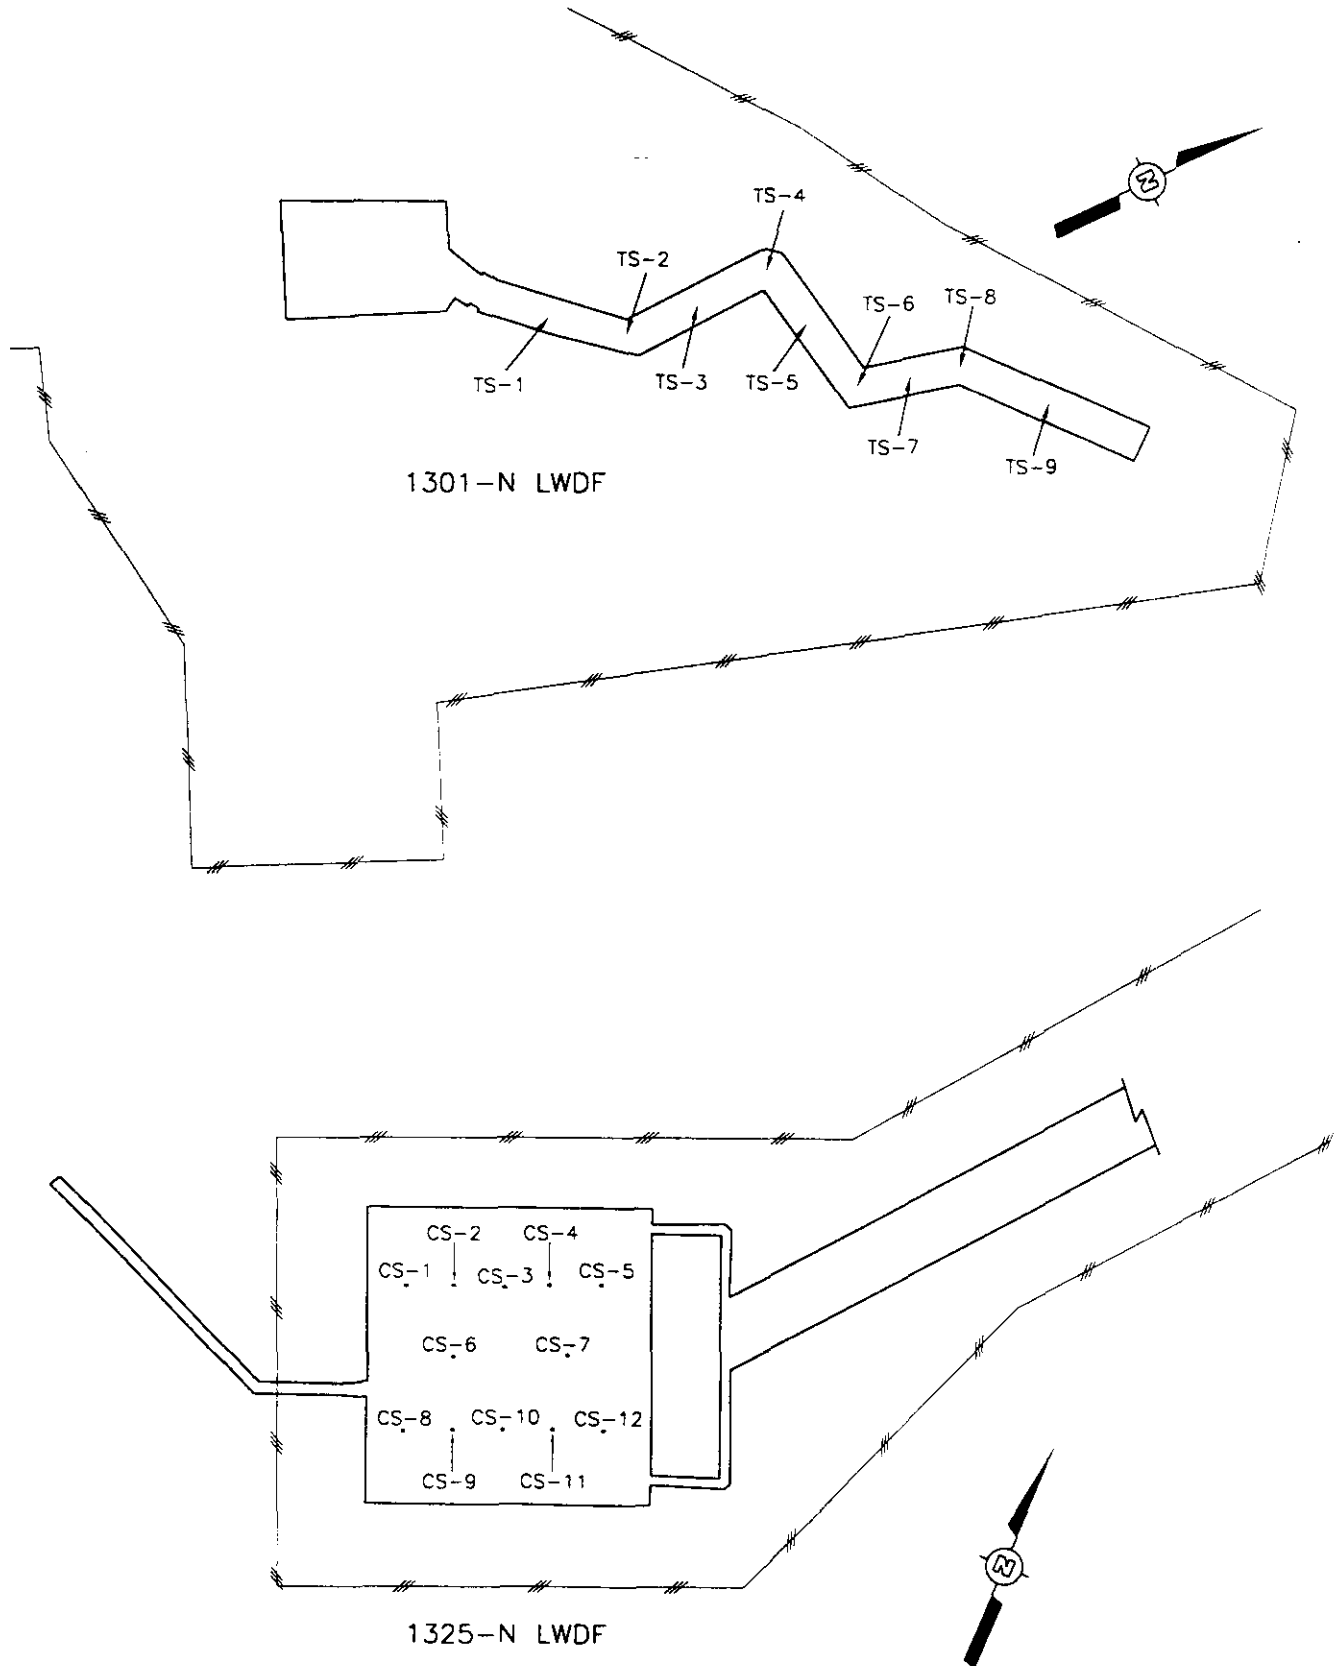 TS-4
TS-2
TS-6
TS-8
TS-1
TS-3
TS-5
TS-7
TS-9
1301-N LWDF
N
CS-2
CS-4
CS-1
CS-3
CS-5
CS-6
CS-7
CS-8
CS-10
CS-12
CS-9
CS-11
N
1325-N LWDF